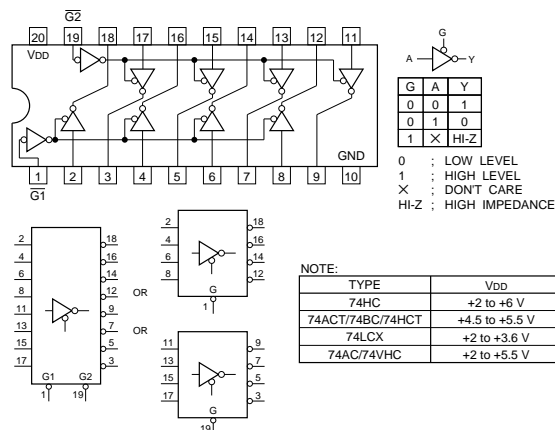 G2
20 19 18 17 16 15 14 13 12 11
VDD
GND
1 2 3 4 5 6 7 8 9 10
G1
G
A Y
G A Y
0 0 1
0 1 0
1 × HI-Z
0 ; LOW LEVEL
1 ; HIGH LEVEL
× ; DON'T CARE
HI-Z ; HIGH IMPEDANCE
2 18
4 16
6 14
8 12
11 9
13 7
15 5
17 3
G1 G2
1 19
OR
OR
2 18
4 16
6 14
8 12
G
1
11 9
13 7
15 5
17 3
G
19
NOTE:
TYPE VDD
74HC +2 to +6 V
74ACT/74BC/74HCT +4.5 to +5.5 V
74LCX +2 to +3.6 V
74AC/74VHC +2 to +5.5 V